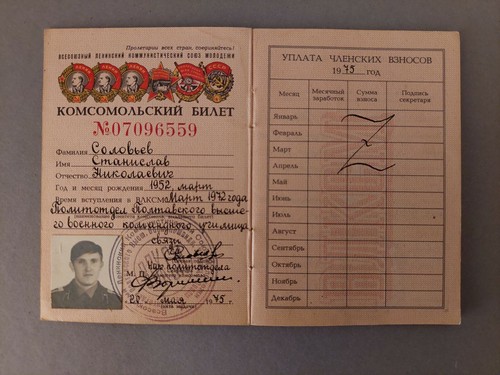 Пролетарии всех стран, соединяйтесь!
ВСЕСОЮЗНЫЙ ЛЕНИНСКИЙ КОММУНИСТИЧЕСКИЙ СОЮЗ МОЛОДЕЖИ
КОМСОМОЛЬСКИЙ БИЛЕТ
№07096559
Фамилия Соловьев
Имя Станислав
Отчество Николаевич
Год и месяц рождения 1952, март
Время вступления в ВЛКСМ Март 1972 года
Политотдел Полтавского высше-
го военного командного училища
связи
Нач политотдела
М. П.
20 мая 1975 г.
УПЛАТА ЧЛЕНСКИХ ВЗНОСОВ
1975 год
Месяц Месячный заработок Сумма взноса Подпись секретаря
Январь
Февраль
Март
Апрель
Май
Июнь
Июль
Август
Сентябрь
Октябрь
Ноябрь
Декабрь